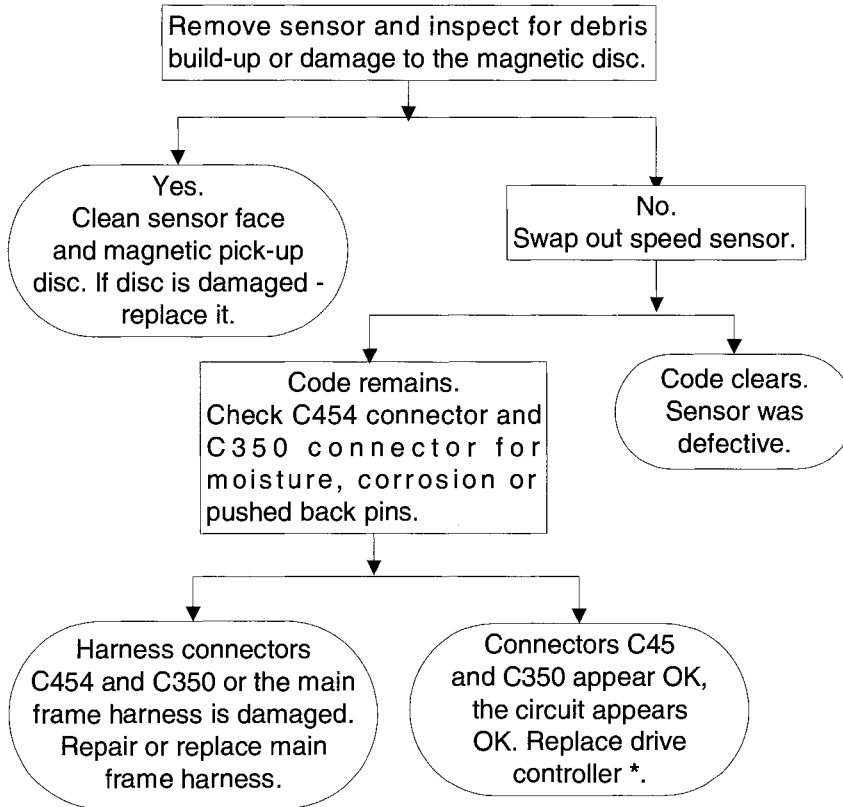 Remove sensor and inspect for debris
build-up or damage to the magnetic disc.
Yes.
Clean sensor face
and magnetic pick-up
disc. If disc is damaged -
replace it.
No.
Swap out speed sensor.
Code remains.
Check C454 connector and
C350 connector for
moisture, corrosion or
pushed back pins.
Code clears.
Sensor was
defective.
Harness connectors
C454 and C350 or the main
frame harness is damaged.
Repair or replace main
frame harness.
Connectors C45
and C350 appear OK,
the circuit appears
OK. Replace drive
controller *.